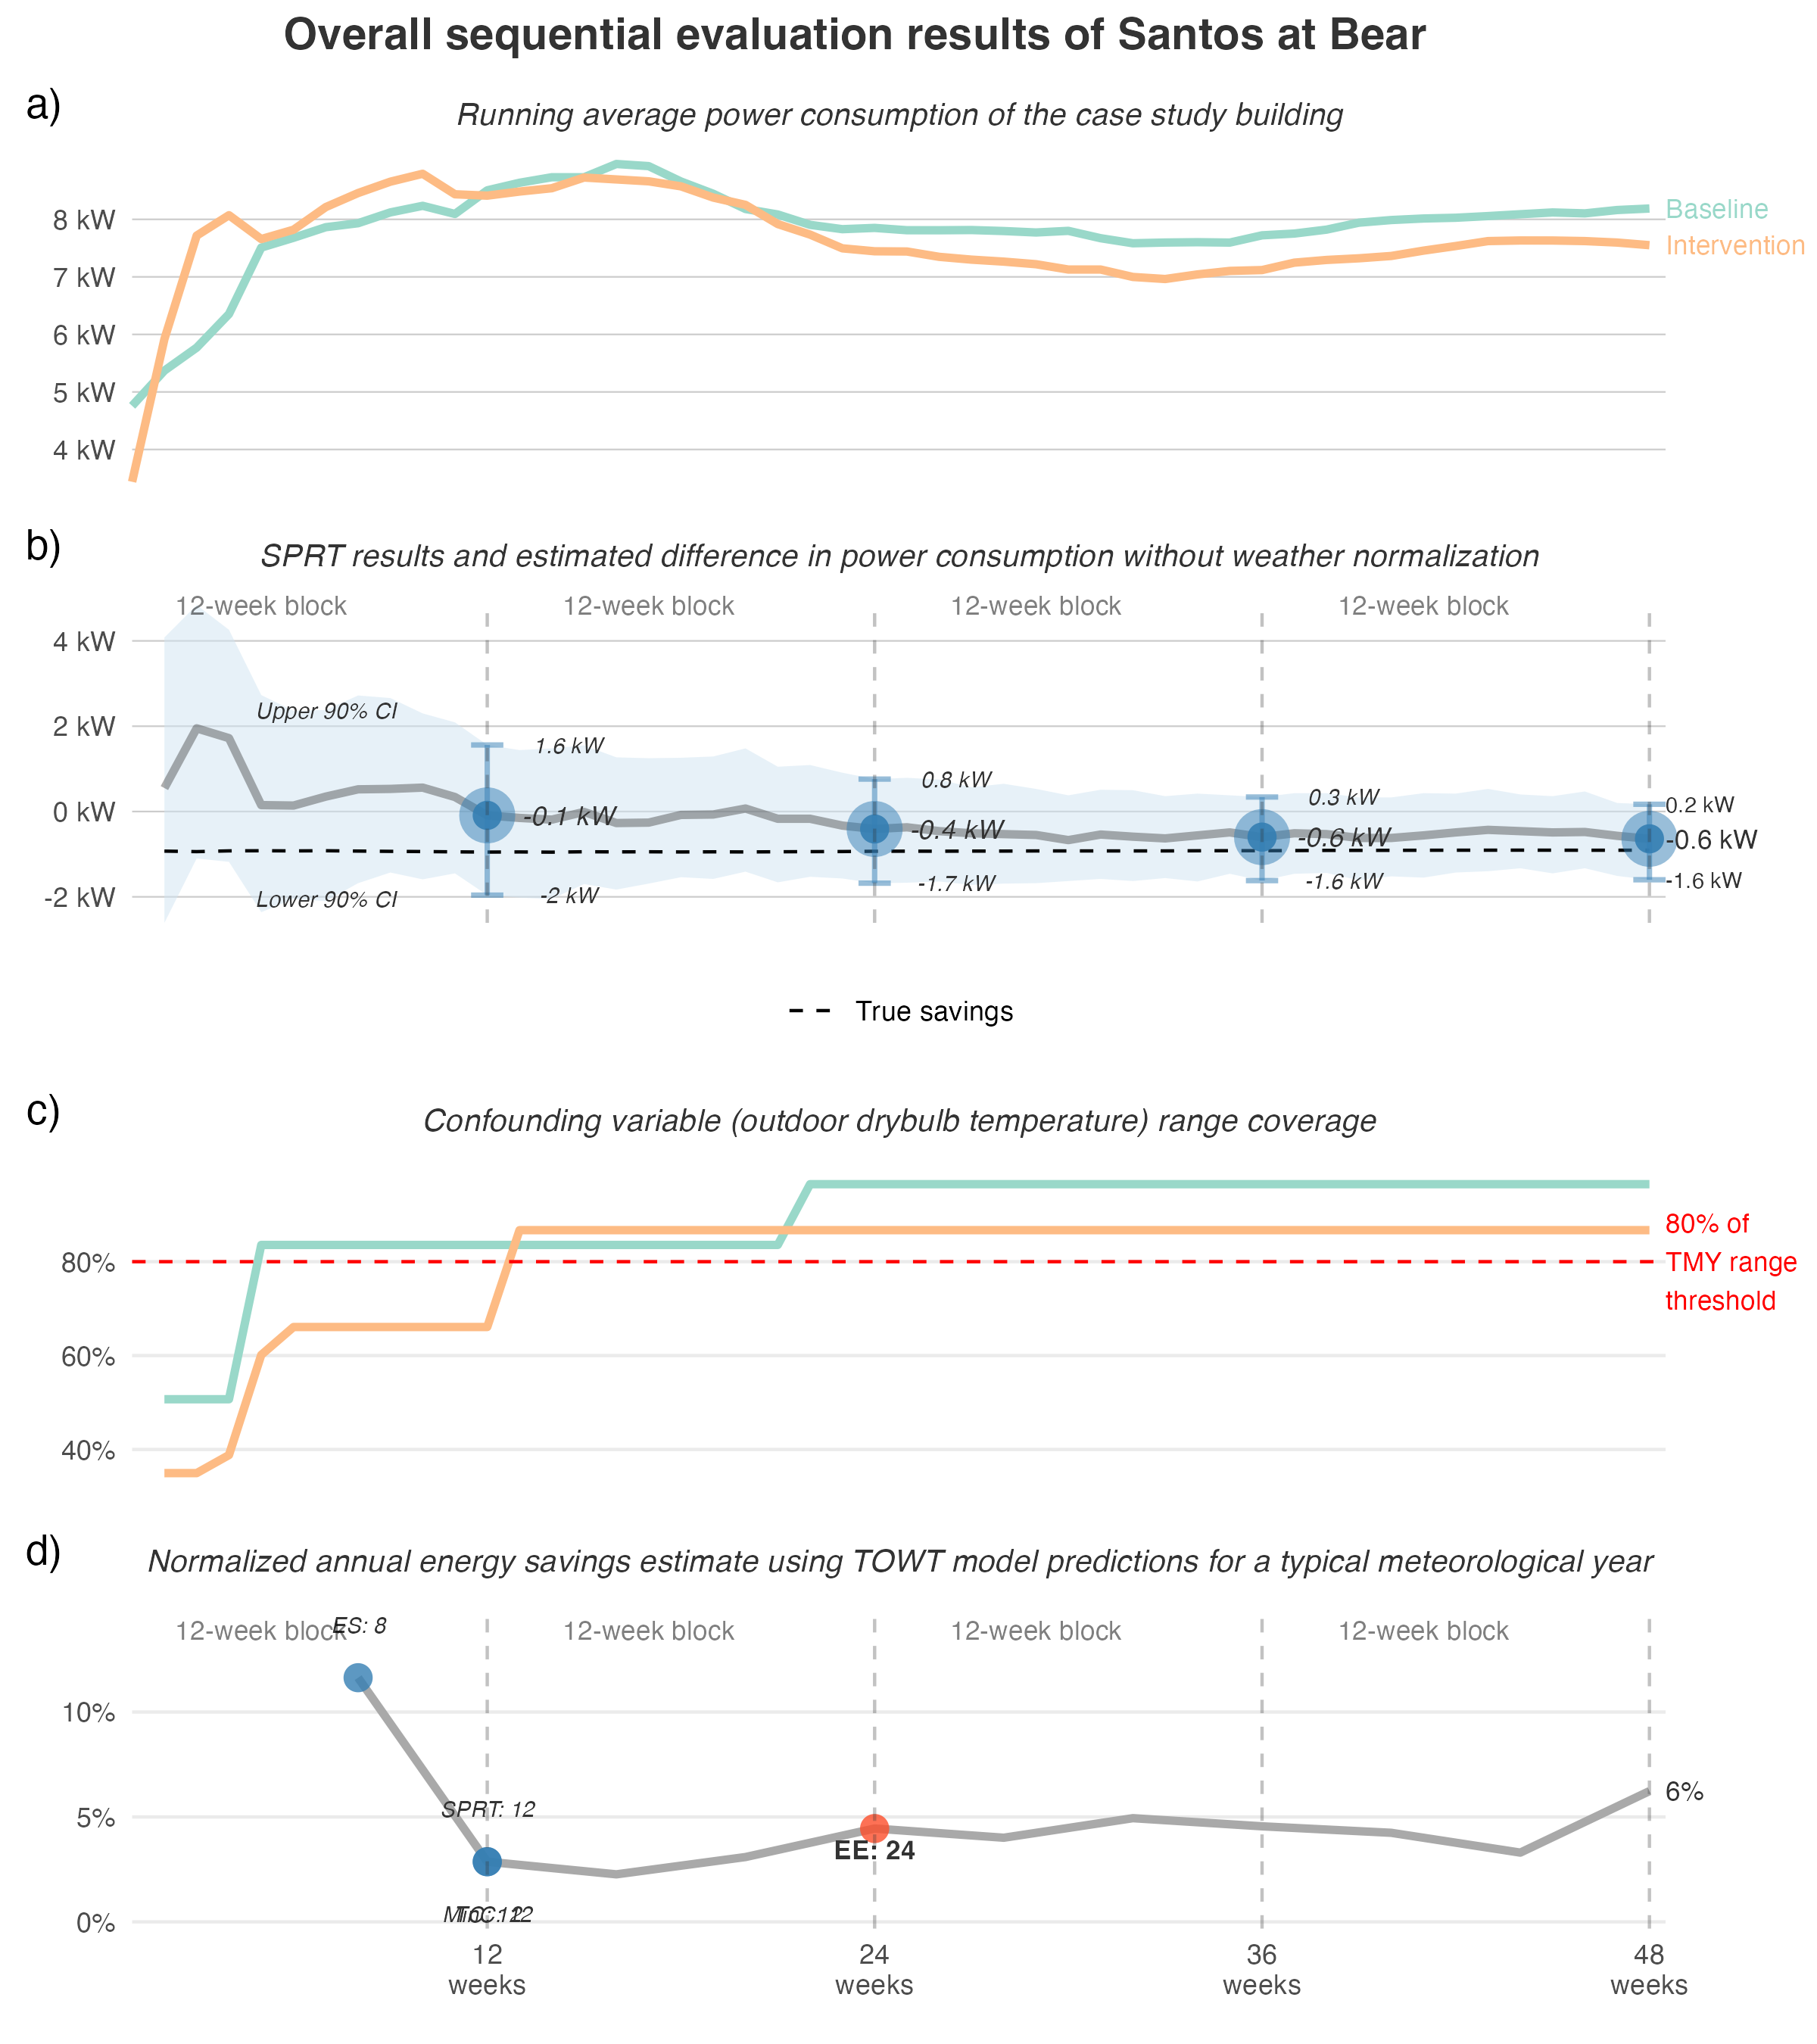 Overall sequential evaluation results of Santos at Bear
a)
Running average power consumption of the case study building
8 kW
7 kW
6 kW
5 kW
4 kW
Baseline
Intervention
b)
SPRT results and estimated difference in power consumption without weather normalization
12-week block 12-week block 12-week block 12-week block
4 kW
2 kW
0 kW
-2 kW
Upper 90% CI
Lower 90% CI
1.6 kW
-0.1 kW
-2 kW
0.8 kW
-0.4 kW
-1.7 kW
0.3 kW
-0.6 kW
-1.6 kW
0.2 kW
-0.6 kW
-1.6 kW
True savings
c)
Confounding variable (outdoor drybulb temperature) range coverage
80%
60%
40%
80% of
TMY range
threshold
d)
Normalized annual energy savings estimate using TOWT model predictions for a typical meteorological year
12-week block 12-week block 12-week block 12-week block
ES: 8
10%
5%
0%
SPRT: 12
EE: 24
6%
12
weeks
24
weeks
36
weeks
48
weeks